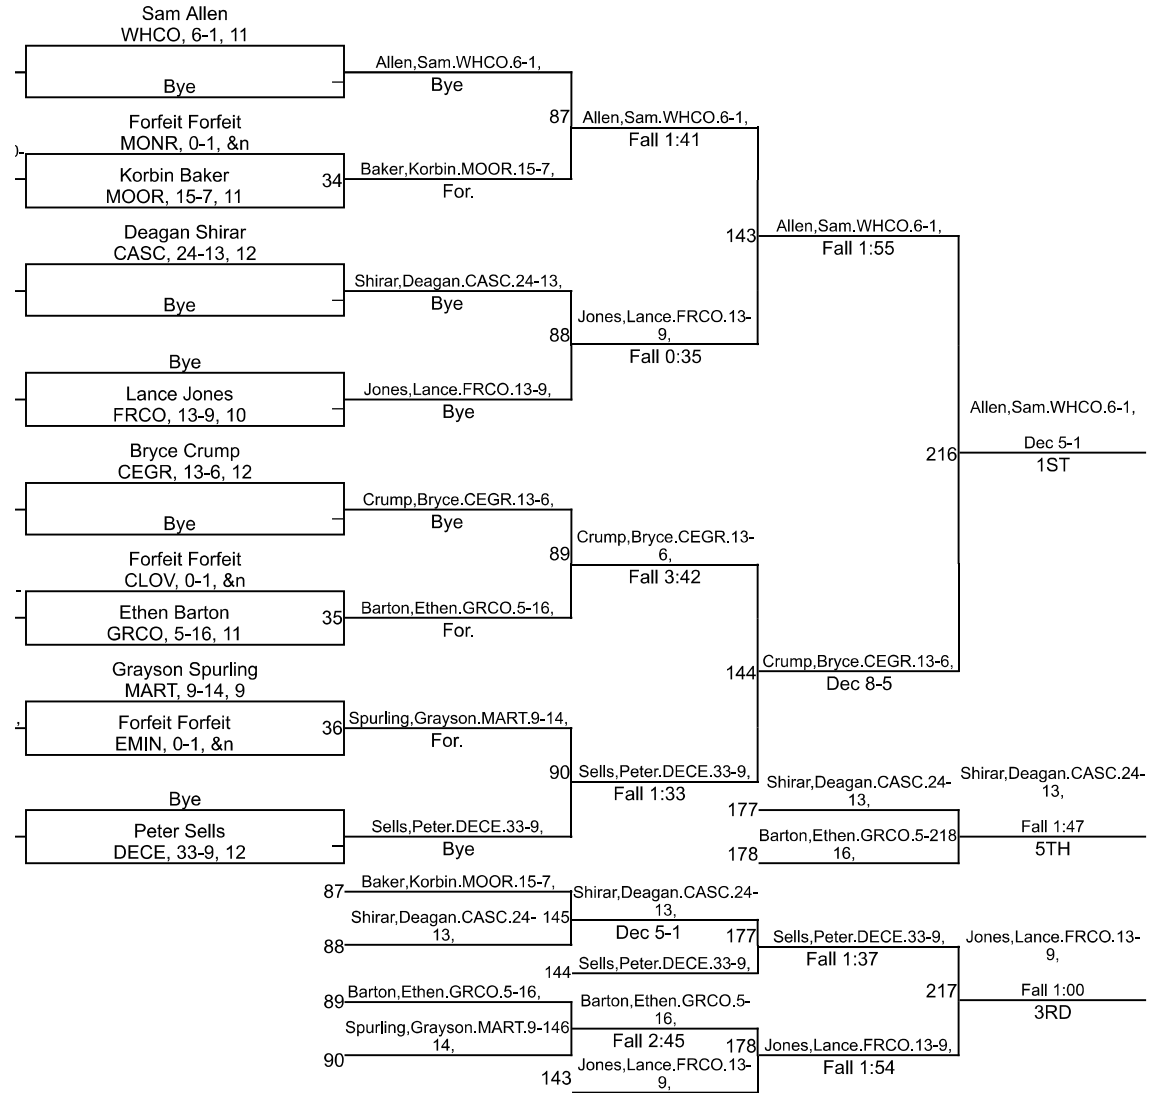 Sam Allen
WHCO, 6-1, 11
Bye
Allen,Sam.WHCO.6-1,
Bye
87
Allen,Sam.WHCO.6-1,
Fall 1:41
Forfeit Forfeit
MONR, 0-1, &n
Korbin Baker
MOOR, 15-7, 11
34
Baker,Korbin.MOOR.15-7,
For.
143
Allen,Sam.WHCO.6-1,
Fall 1:55
Deagan Shirar
CASC, 24-13, 12
Bye
Shirar,Deagan.CASC.24-13,
Bye
88
Jones,Lance.FRCO.13-
9,
Fall 0:35
Bye
Lance Jones
FRCO, 13-9, 10
Jones,Lance.FRCO.13-9,
Bye
216
Allen,Sam.WHCO.6-1,
Dec 5-1
1ST
Bryce Crump
CEGR, 13-6, 12
Bye
Crump,Bryce.CEGR.13-6,
Bye
89
Crump,Bryce.CEGR.13-
6,
Fall 3:42
Forfeit Forfeit
CLOV, 0-1, &n
Ethen Barton
GRCO, 5-16, 11
35
Barton,Ethen.GRCO.5-16,
For.
144
Crump,Bryce.CEGR.13-6,
Dec 8-5
Grayson Spurling
MART, 9-14, 9
Forfeit Forfeit
EMIN, 0-1, &n
36
Spurling,Grayson.MART.9-14,
For.
90
Sells,Peter.DECE.33-9,
Fall 1:33
Bye
Peter Sells
DECE, 33-9, 12
Sells,Peter.DECE.33-9,
Bye
177
Shirar,Deagan.CASC.24-
13,
178
Barton,Ethen.GRCO.5-218
16,
Shirar,Deagan.CASC.24-
13,
Fall 1:47
5TH
87
Baker,Korbin.MOOR.15-7,
88
Shirar,Deagan.CASC.24-
13,
145
Shirar,Deagan.CASC.24-
13,
Dec 5-1
144
Sells,Peter.DECE.33-9,
177
Sells,Peter.DECE.33-9,
Fall 1:37
89
Barton,Ethen.GRCO.5-16,
90
Spurling,Grayson.MART.9-146
14,
Barton,Ethen.GRCO.5-
16,
Fall 2:45
143
Jones,Lance.FRCO.13-
9,
178
Jones,Lance.FRCO.13-9,
Fall 1:54
217
Jones,Lance.FRCO.13-
9,
Fall 1:00
3RD